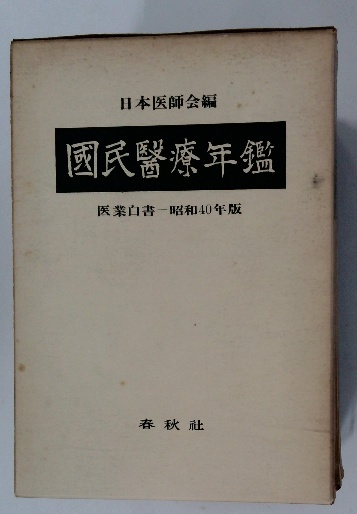 日本医師会編
國民醫療年鑑
医業白書－昭和40年版
春秋社